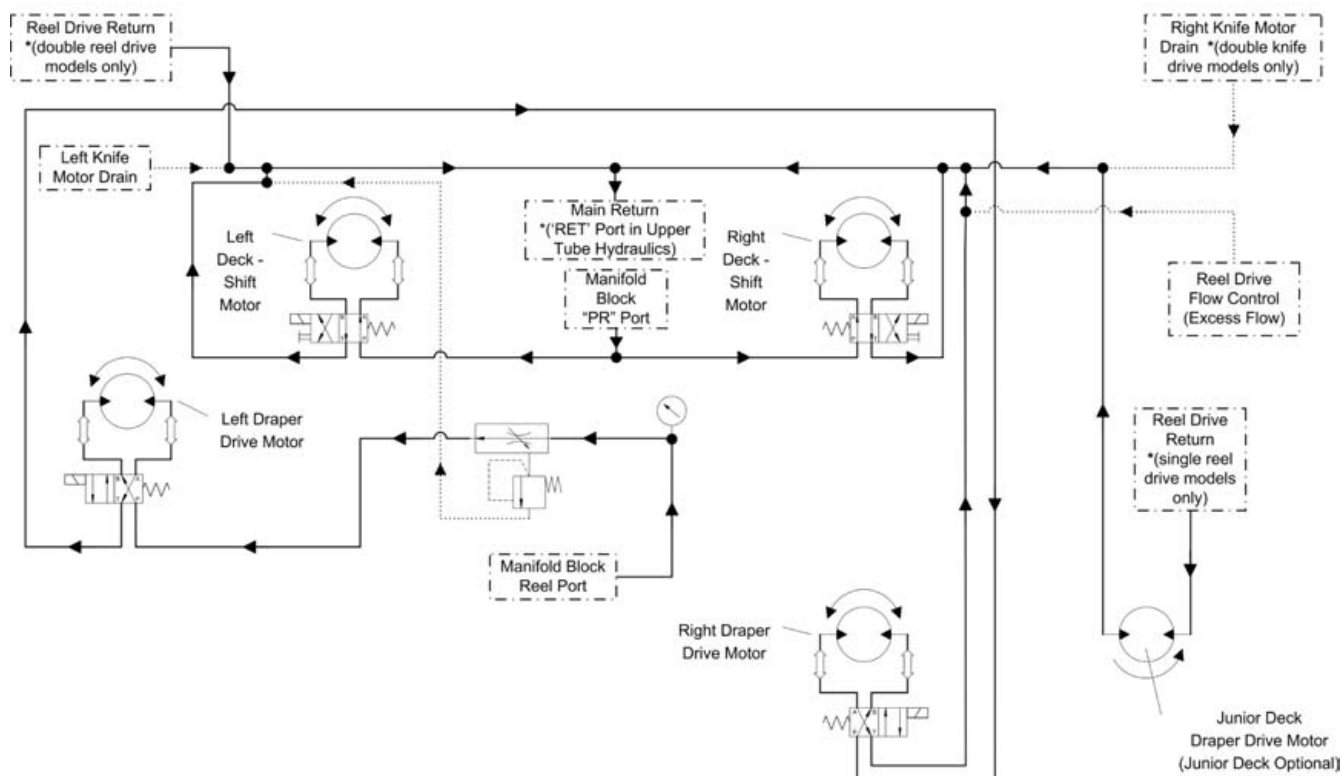 Reel Drive Return
*(double reel drive
models only)
Right Knife Motor
Drain *(double knife
drive models only)
Left Knife
Motor Drain
Left
Deck -
Shift
Motor
Main Return
*('RET' Port in Upper
Tube Hydraulics)
Manifold
Block
"PR" Port
Right
Deck -
Shift
Motor
Reel Drive
Flow Control
(Excess Flow)
Left Draper
Drive Motor
Reel Drive
Return
*(single reel
drive models
only)
Manifold Block
Reel Port
Right Draper
Drive Motor
Junior Deck
Draper Drive Motor
(Junior Deck Optional)